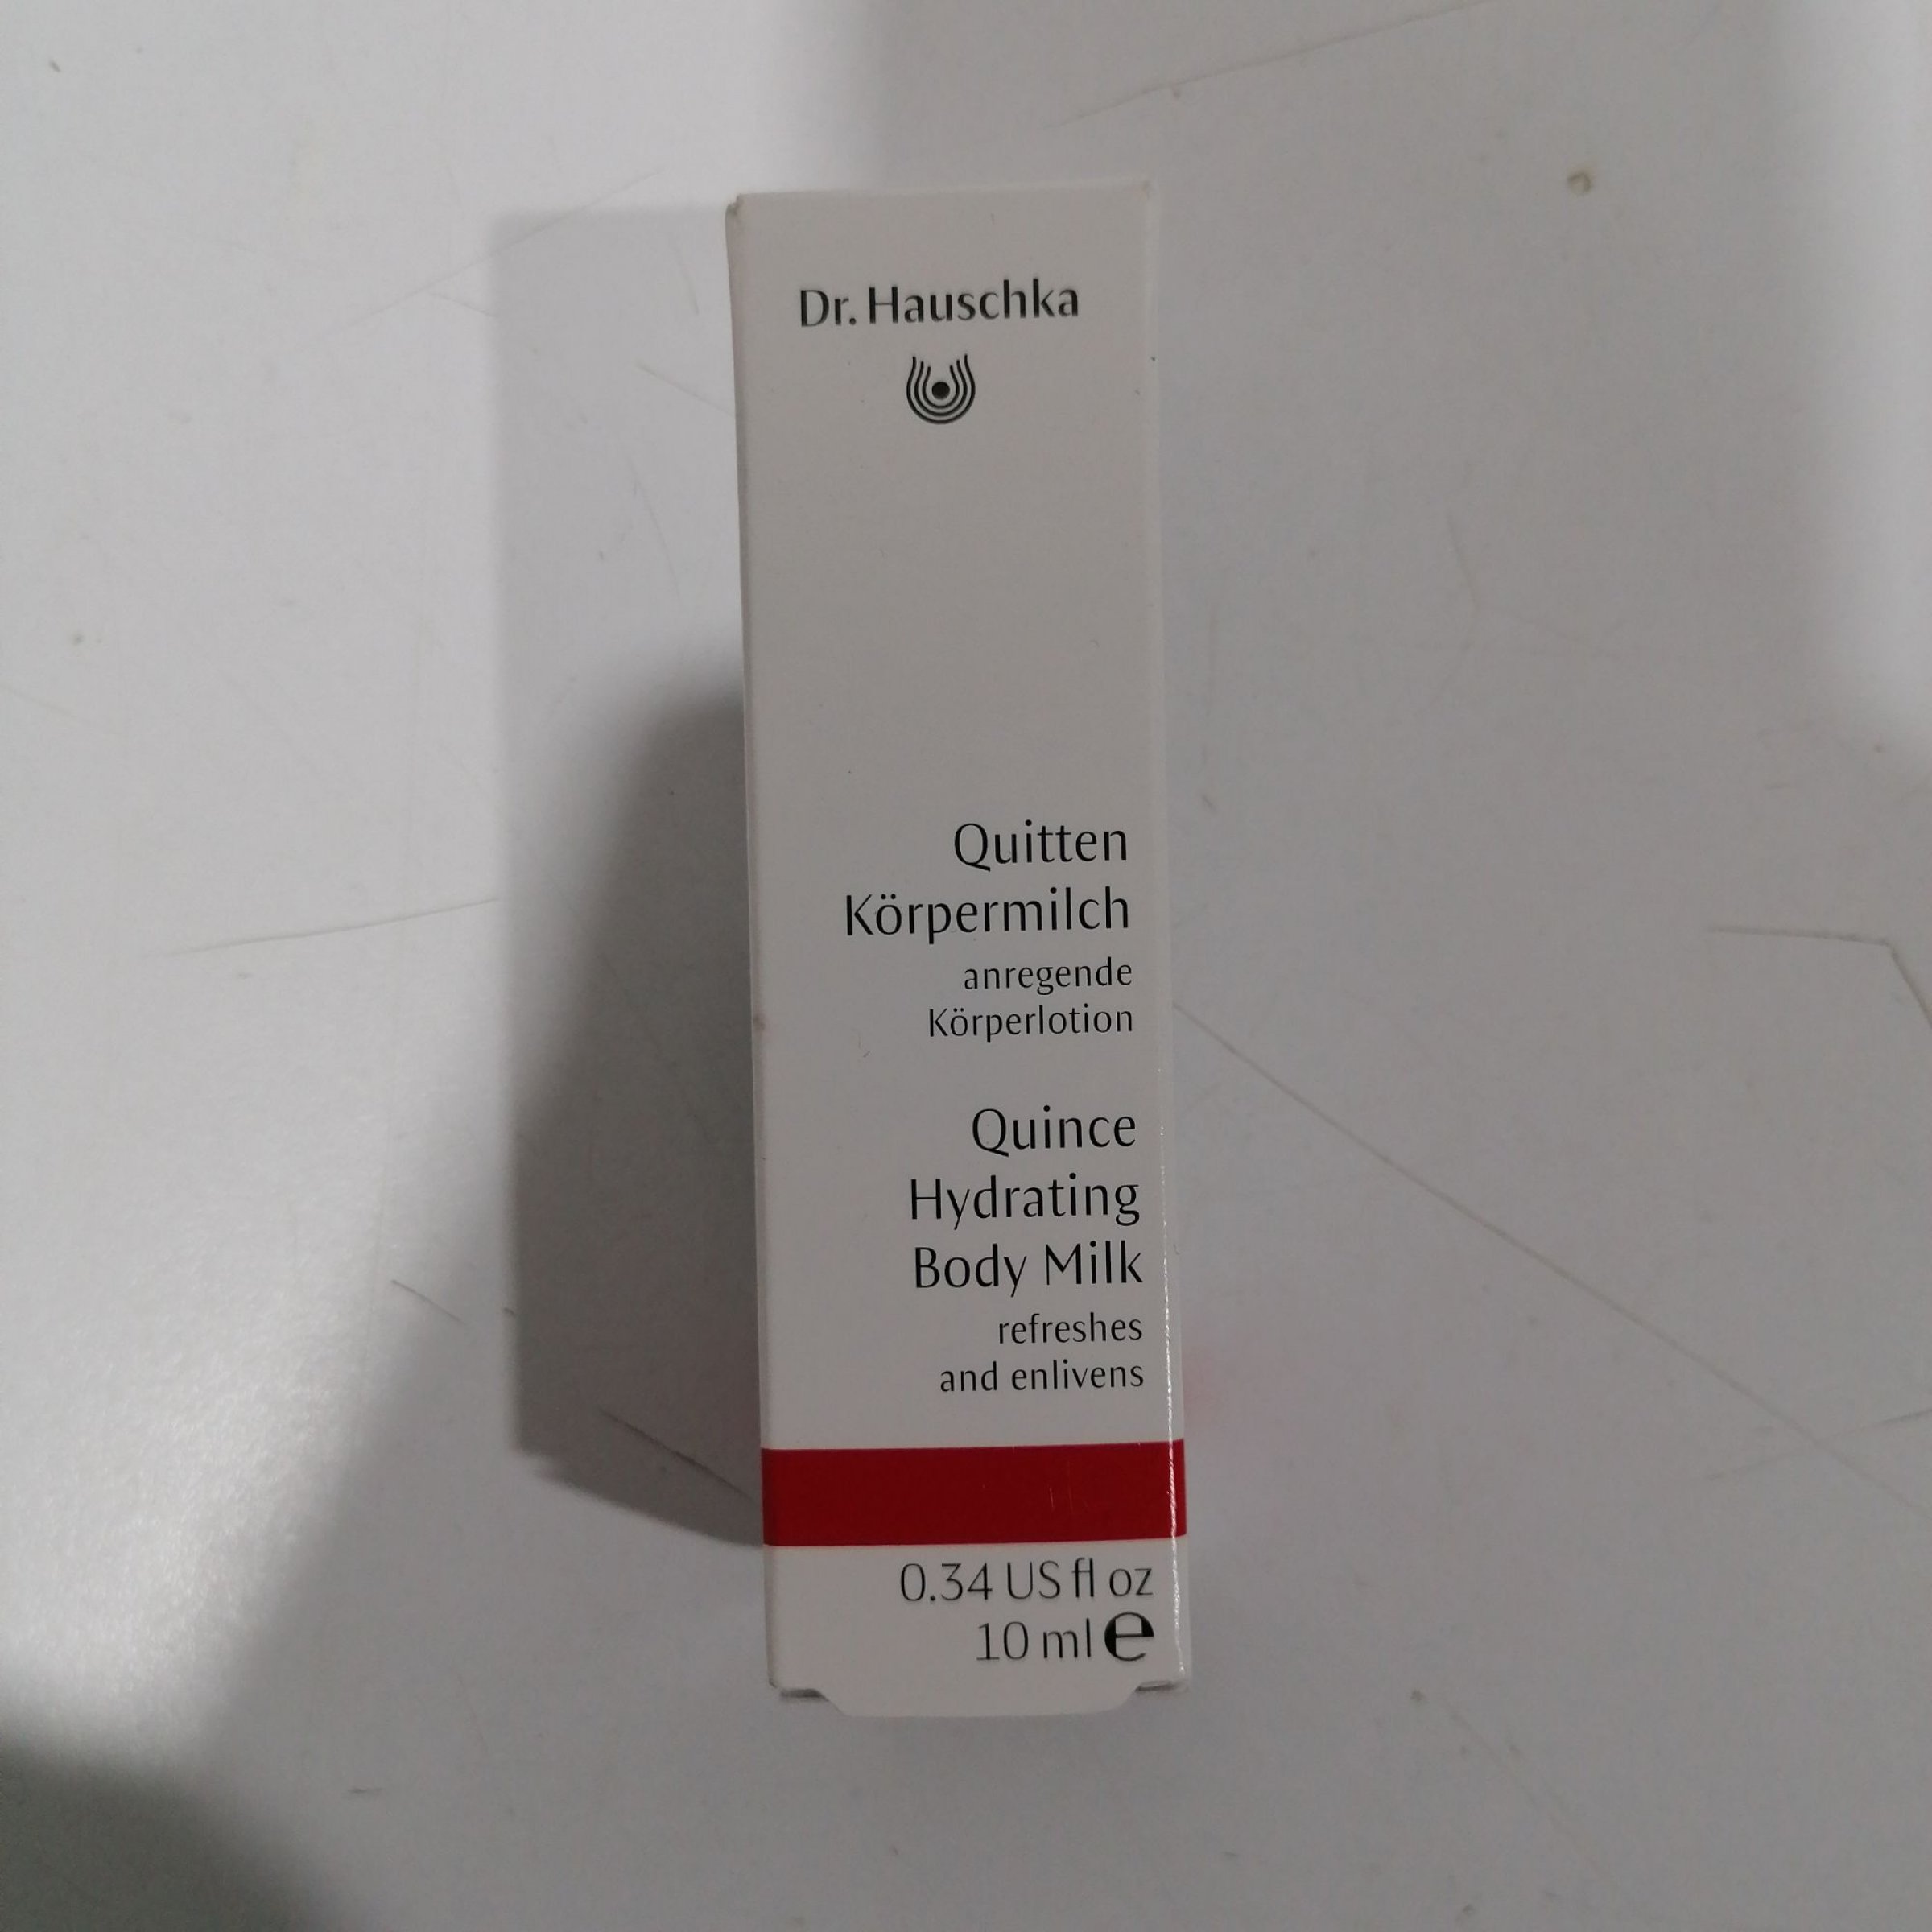 Dr. Hauschka
Quitten
Körpermilch
anregende
Körperlotion
Quince
Hydrating
Body Milk
refreshes
and enlivens
0.34 US fl oz
10 ml ℮